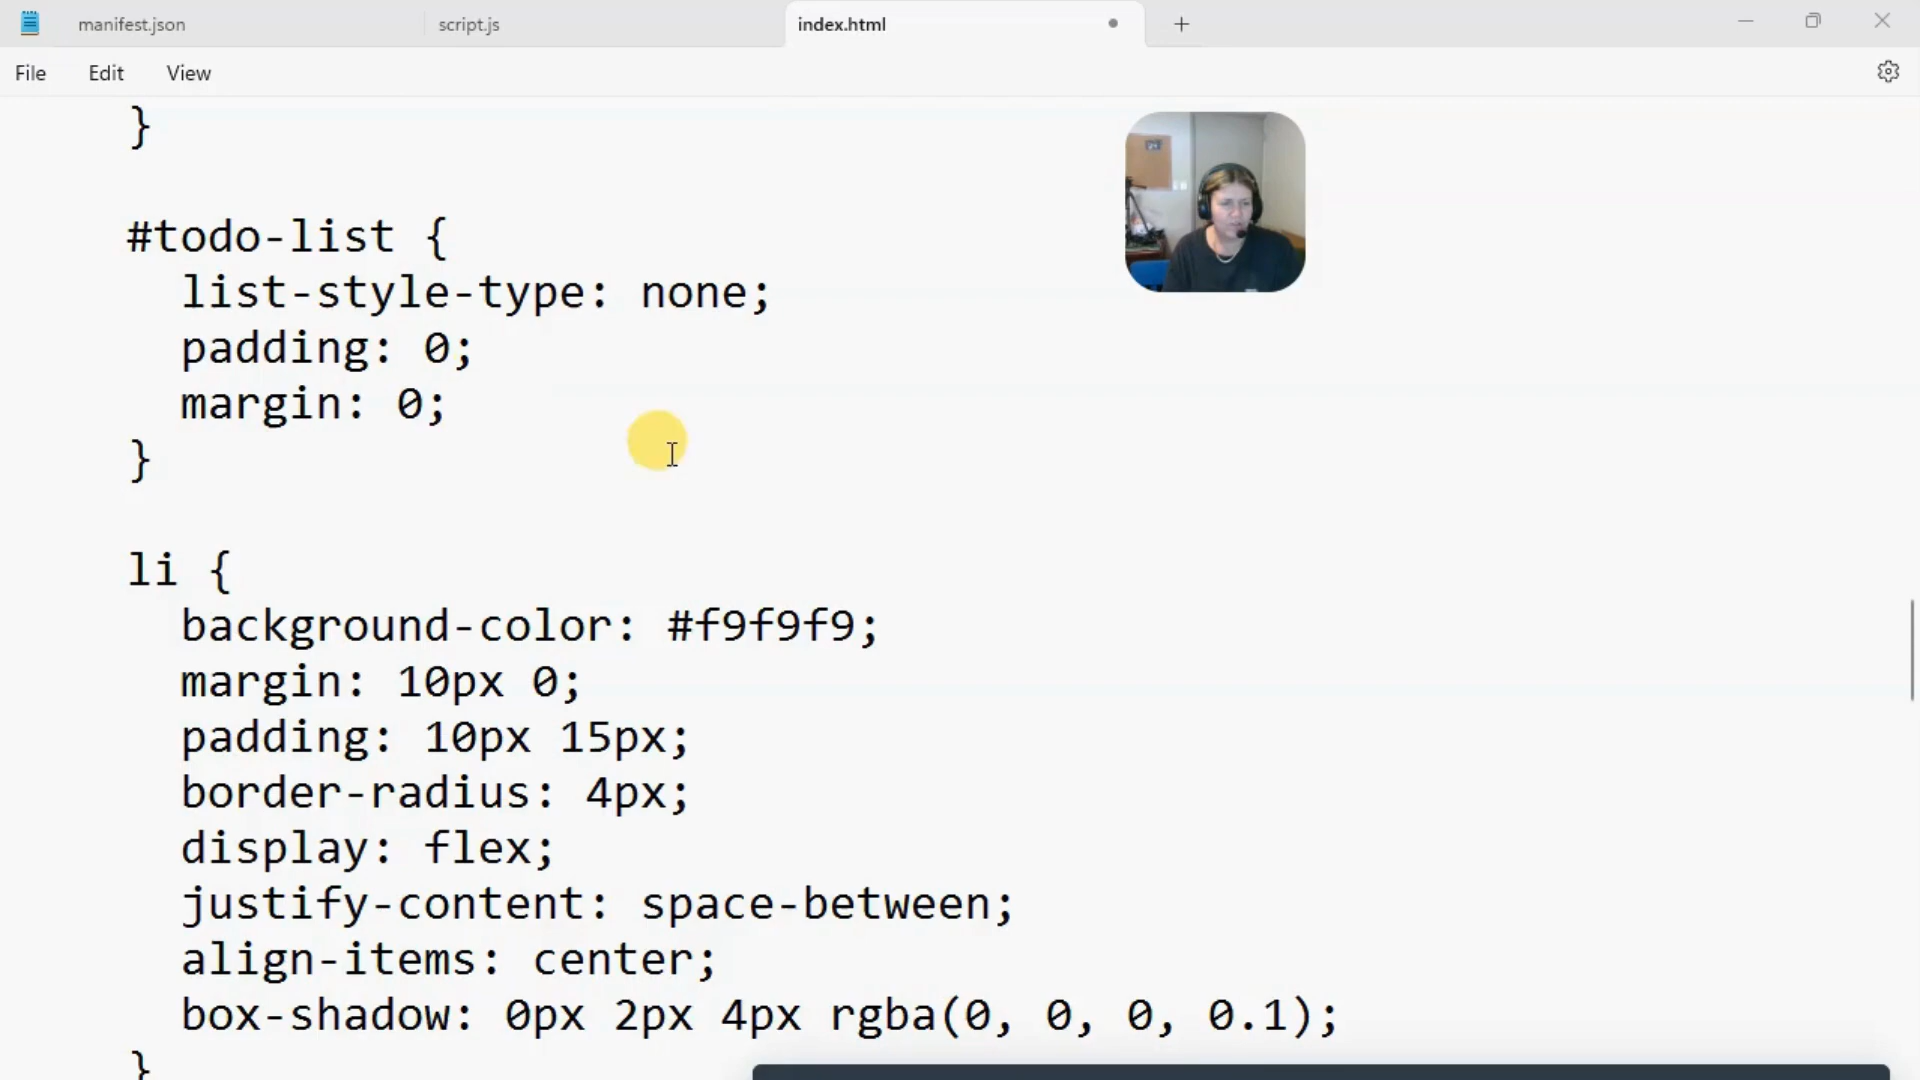 manifest.json script.js index.html
File Edit View
}
#todo-list {
list-style-type: none;
padding: 0;
margin: 0;
}
li {
background-color: #f9f9f9;
margin: 10px 0;
padding: 10px 15px;
border-radius: 4px;
display: flex;
justify-content: space-between;
align-items: center;
box-shadow: 0px 2px 4px rgba(0, 0, 0, 0.1);
}